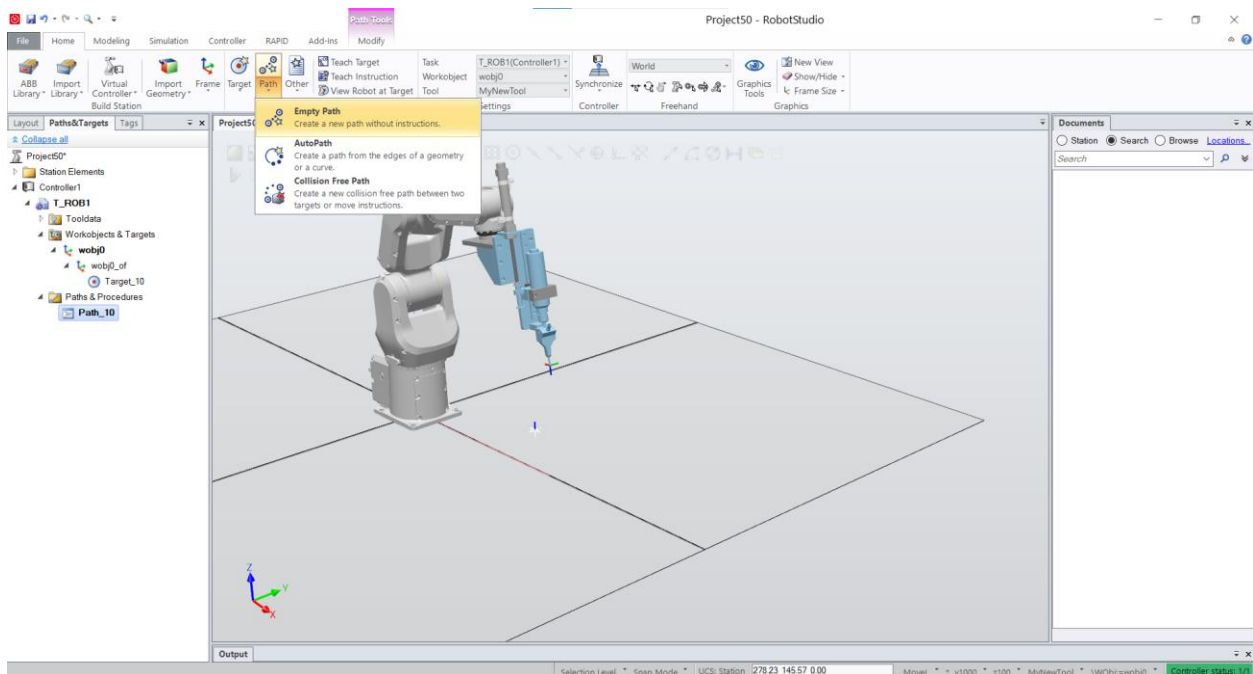 Path Tools
Project50 - RobotStudio
File Home Modeling Simulation Controller RAPID Add-Ins Modify
ABB Library
Import Library
Virtual Controller
Import Geometry
Frame
Target
Path
Other
Teach Target
Teach Instruction
View Robot at Target
Task T_ROB1(Controller1)
Workobject wobj0
Tool MyNewTool
Synchronize
World
Graphics Tools
New View
Show/Hide
Frame Size
Build Station
Settings
Controller
Freehand
Graphics
Empty Path
Create a new path without instructions.
AutoPath
Create a path from the edges of a geometry
or a curve.
Collision Free Path
Create a new collision free path between two
targets or move instructions.
Layout Paths&Targets Tags
Collapse all
Project50*
Station Elements
Controller1
T_ROB1
Tooldata
Workobjects & Targets
wobj0
wobj0_of
Target_10
Paths & Procedures
Path_10
Documents
Station Search Browse Locations...
Search
Z
Y
X
Output
Selection Level Snap Mode UCS: Station 278.23 145.57 0.00 MoveL * v1000 z100 MyNewTool \WObj:=wobj0 Controller status: 1/1